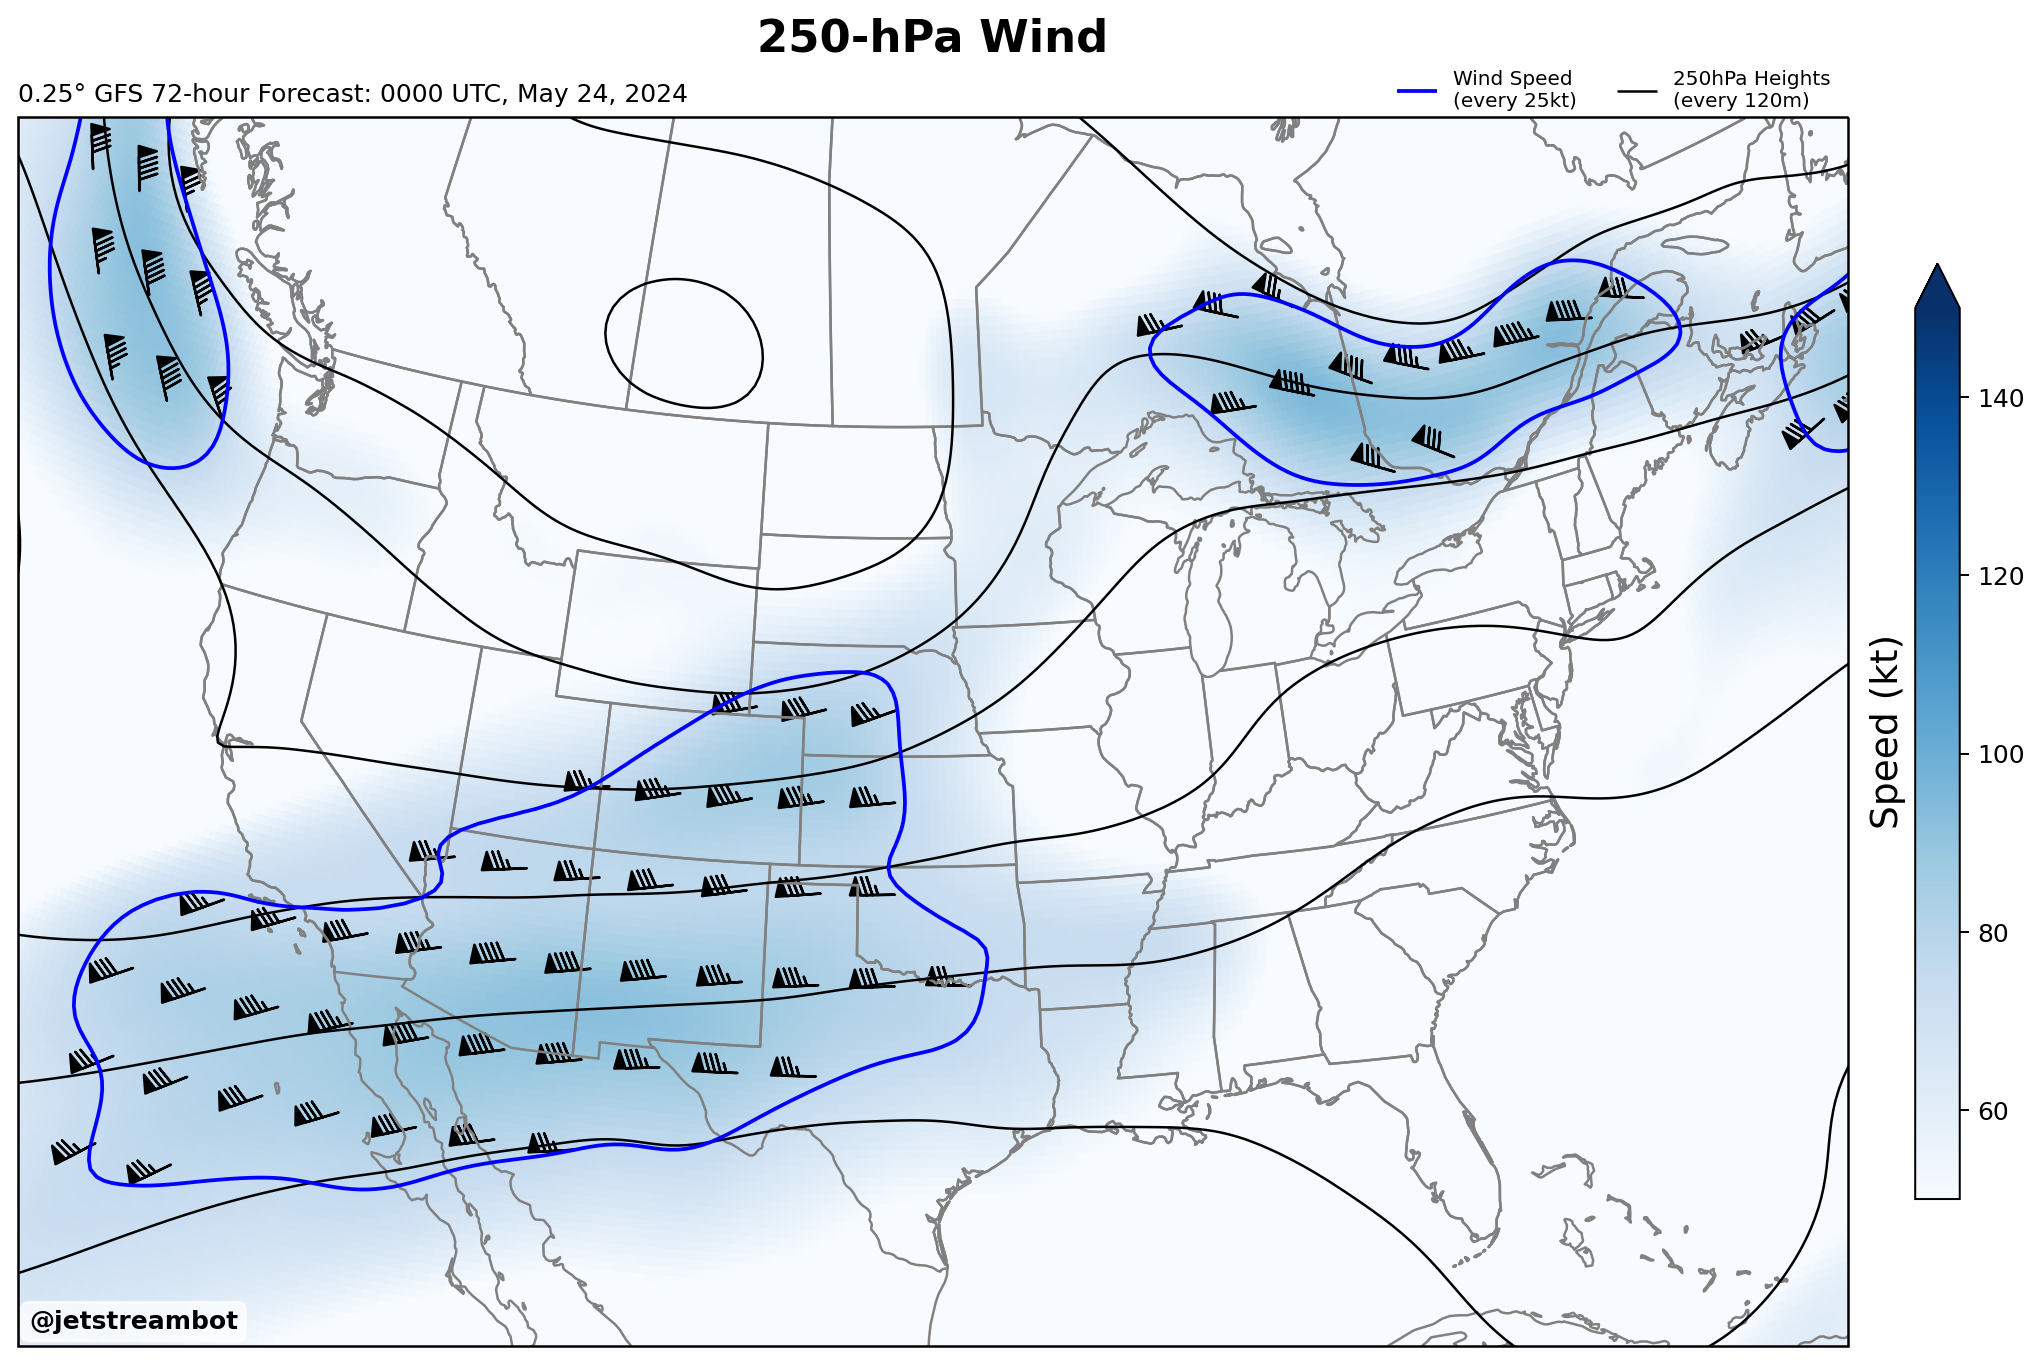 250-hPa Wind
0.25° GFS 72-hour Forecast: 0000 UTC, May 24, 2024
Wind Speed
(every 25kt)
250hPa Heights
(every 120m)
140
120
100
80
60
Speed (kt)
@jetstreambot